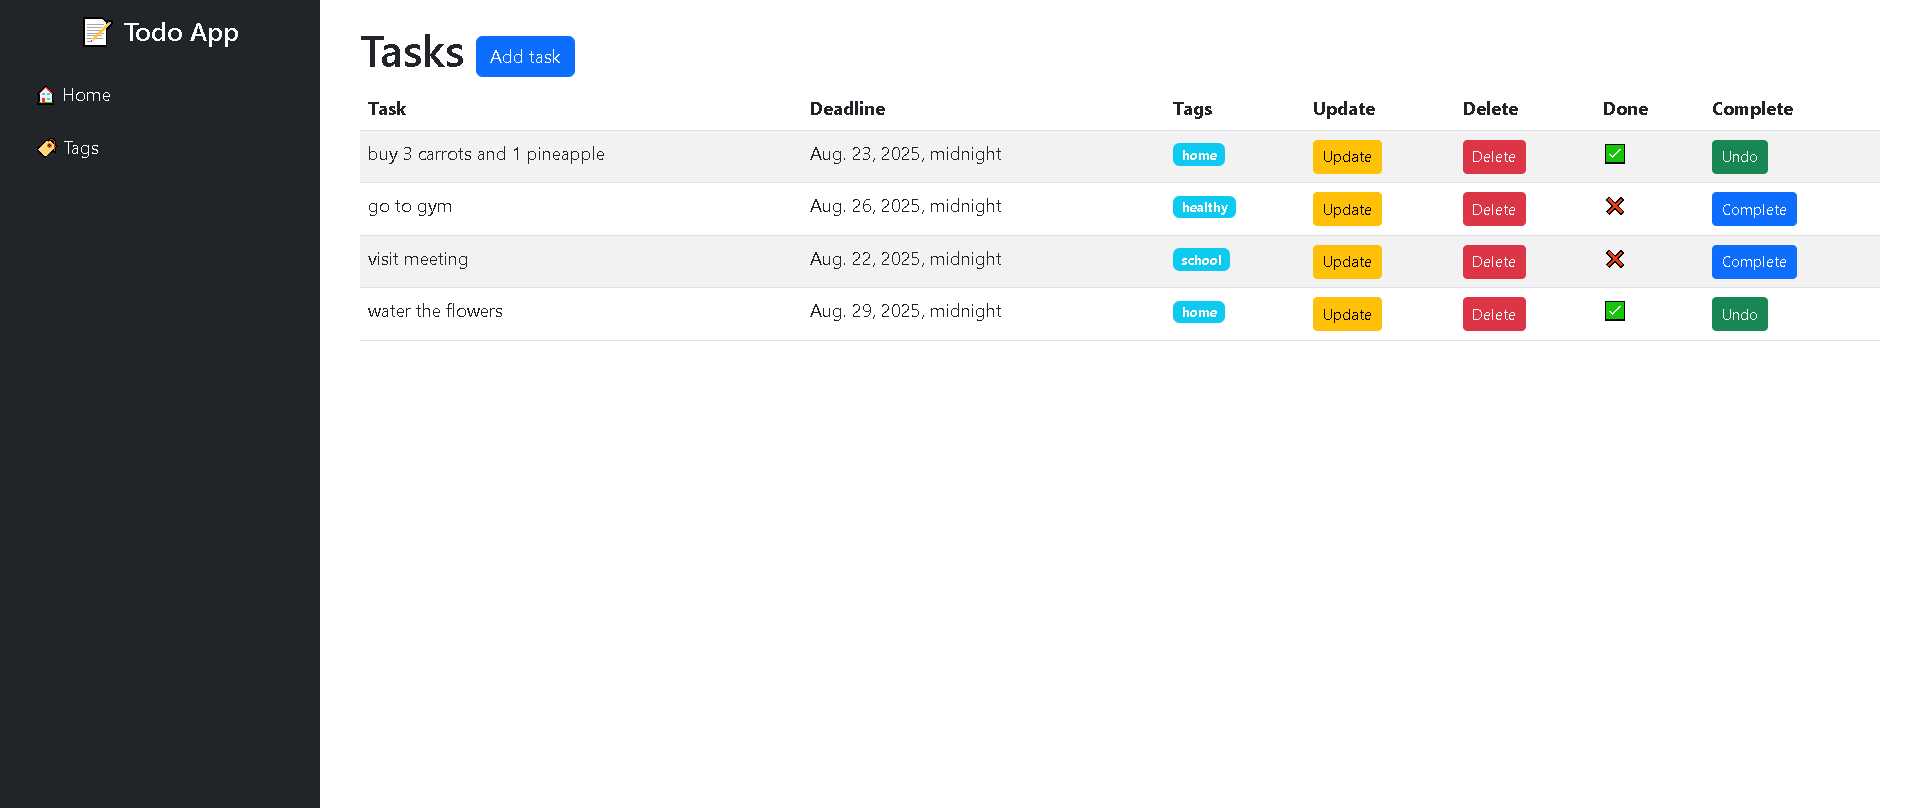 Todo App
Home
Tags
Tasks Add task
Task Deadline Tags Update Delete Done Complete
buy 3 carrots and 1 pineapple Aug. 23, 2025, midnight home Update Delete Undo
go to gym Aug. 26, 2025, midnight healthy Update Delete Complete
visit meeting Aug. 22, 2025, midnight school Update Delete Complete
water the flowers Aug. 29, 2025, midnight home Update Delete Undo